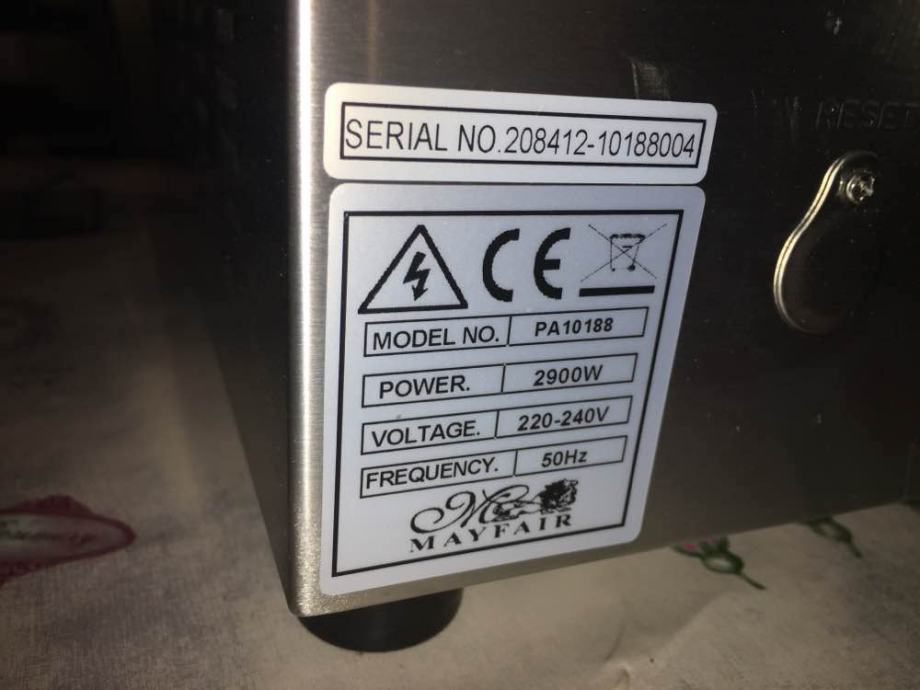 RESET
SERIAL NO.208412-10188004
CE
MODEL NO. PA10188
POWER. 2900W
VOLTAGE. 220-240V
FREQUENCY. 50Hz
M
MAYFAIR